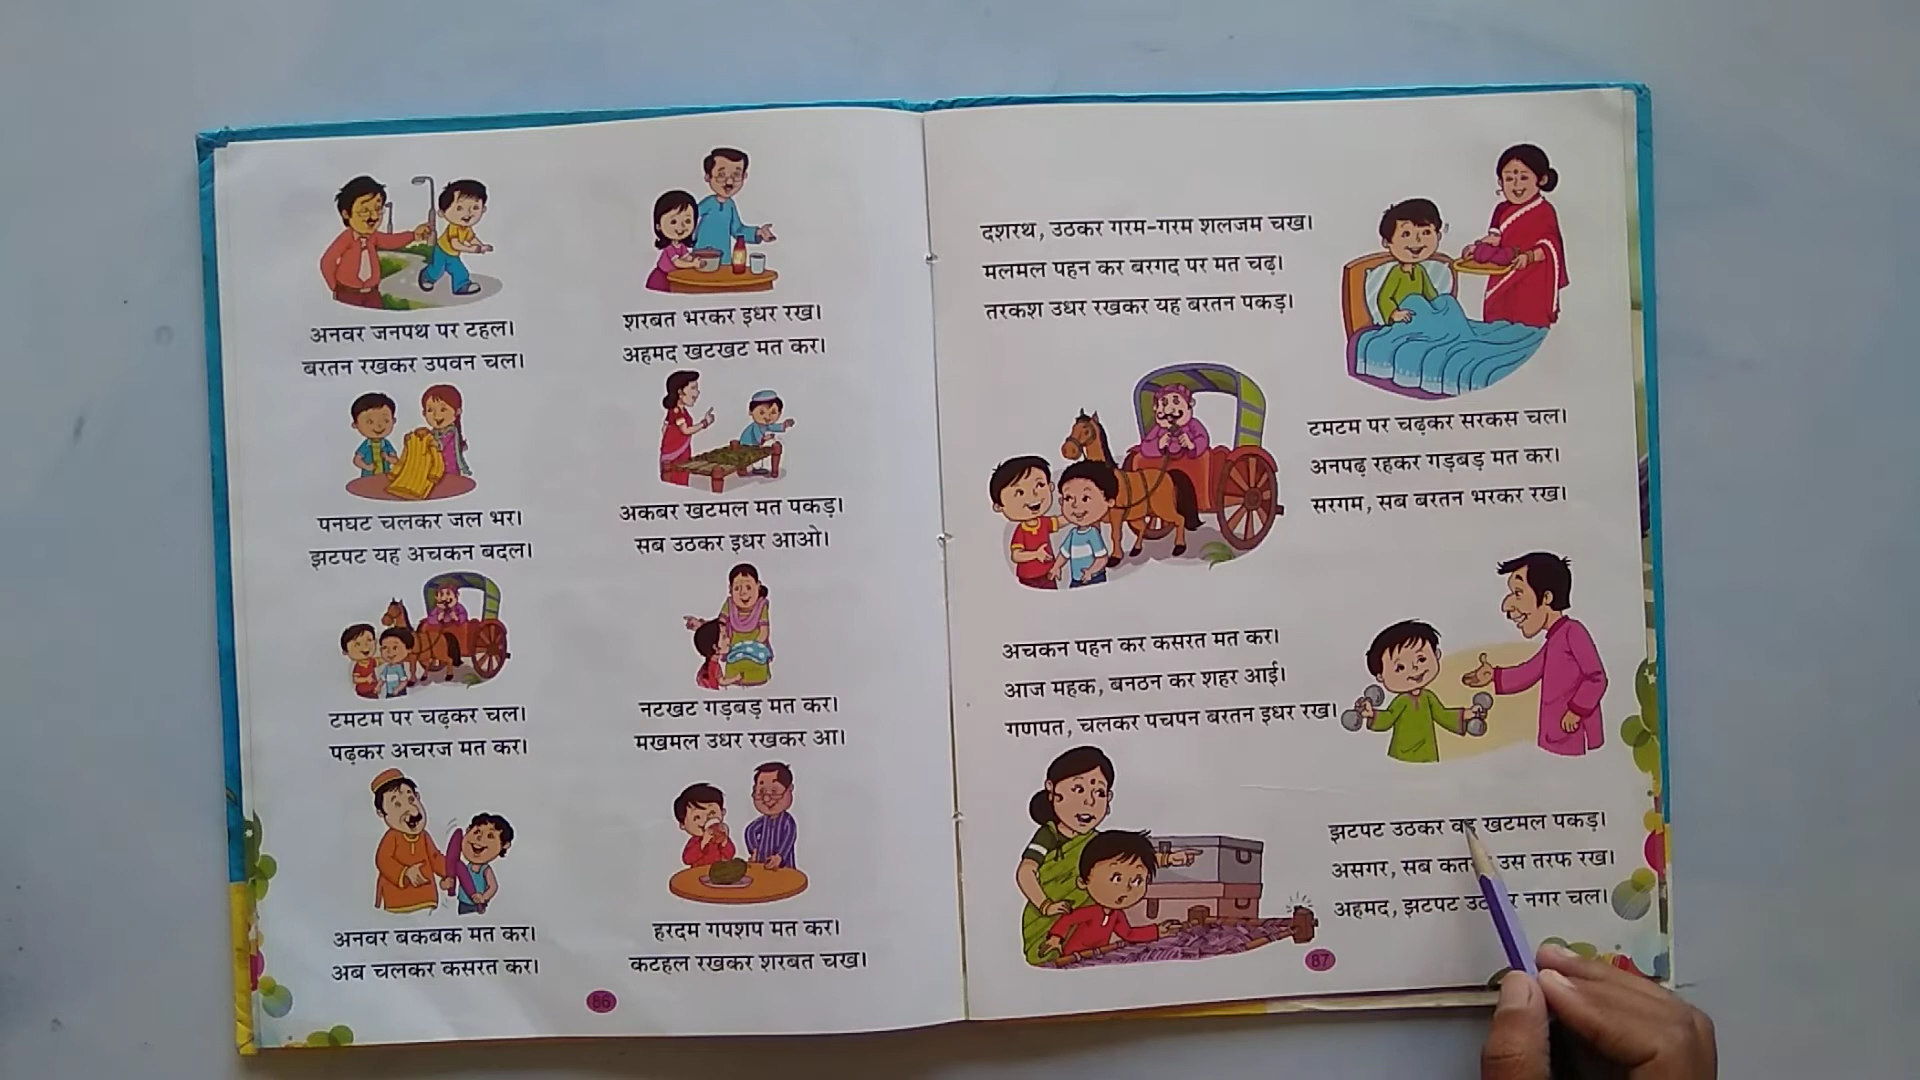 अनवर जनपथ पर टहल।
बरतन रखकर उपवन चल।
पनघट चलकर जल भर।
झटपट यह अचकन बदल।
टमटम पर चढ़कर चल।
पढ़कर अचरज मत कर।
अनवर बकबक मत कर।
अब चलकर कसरत कर।
शरबत भरकर इधर रख।
अहमद खटखट मत कर।
अकबर खटमल मत पकड़।
सब उठकर इधर आओ।
नटखट गड़बड़ मत कर।
मखमल उधर रखकर आ।
हरदम गपशप मत कर।
कटहल रखकर शरबत चख।
86
दशरथ, उठकर गरम-गरम शलजम चख।
मलमल पहन कर बरगद पर मत चढ़।
तरकश उधर रखकर यह बरतन पकड़।
टमटम पर चढ़कर सरकस चल।
अनपढ़ रहकर गड़बड़ मत कर।
सरगम, सब बरतन भरकर रख।
अचकन पहन कर कसरत मत कर।
आज महक, बनठन कर शहर आई।
गणपत, चलकर पचपन बरतन इधर रख।
झटपट उठकर वह खटमल पकड़।
असगर, सब उस तरफ रख।
अहमद, झटपट नगर चल।
87